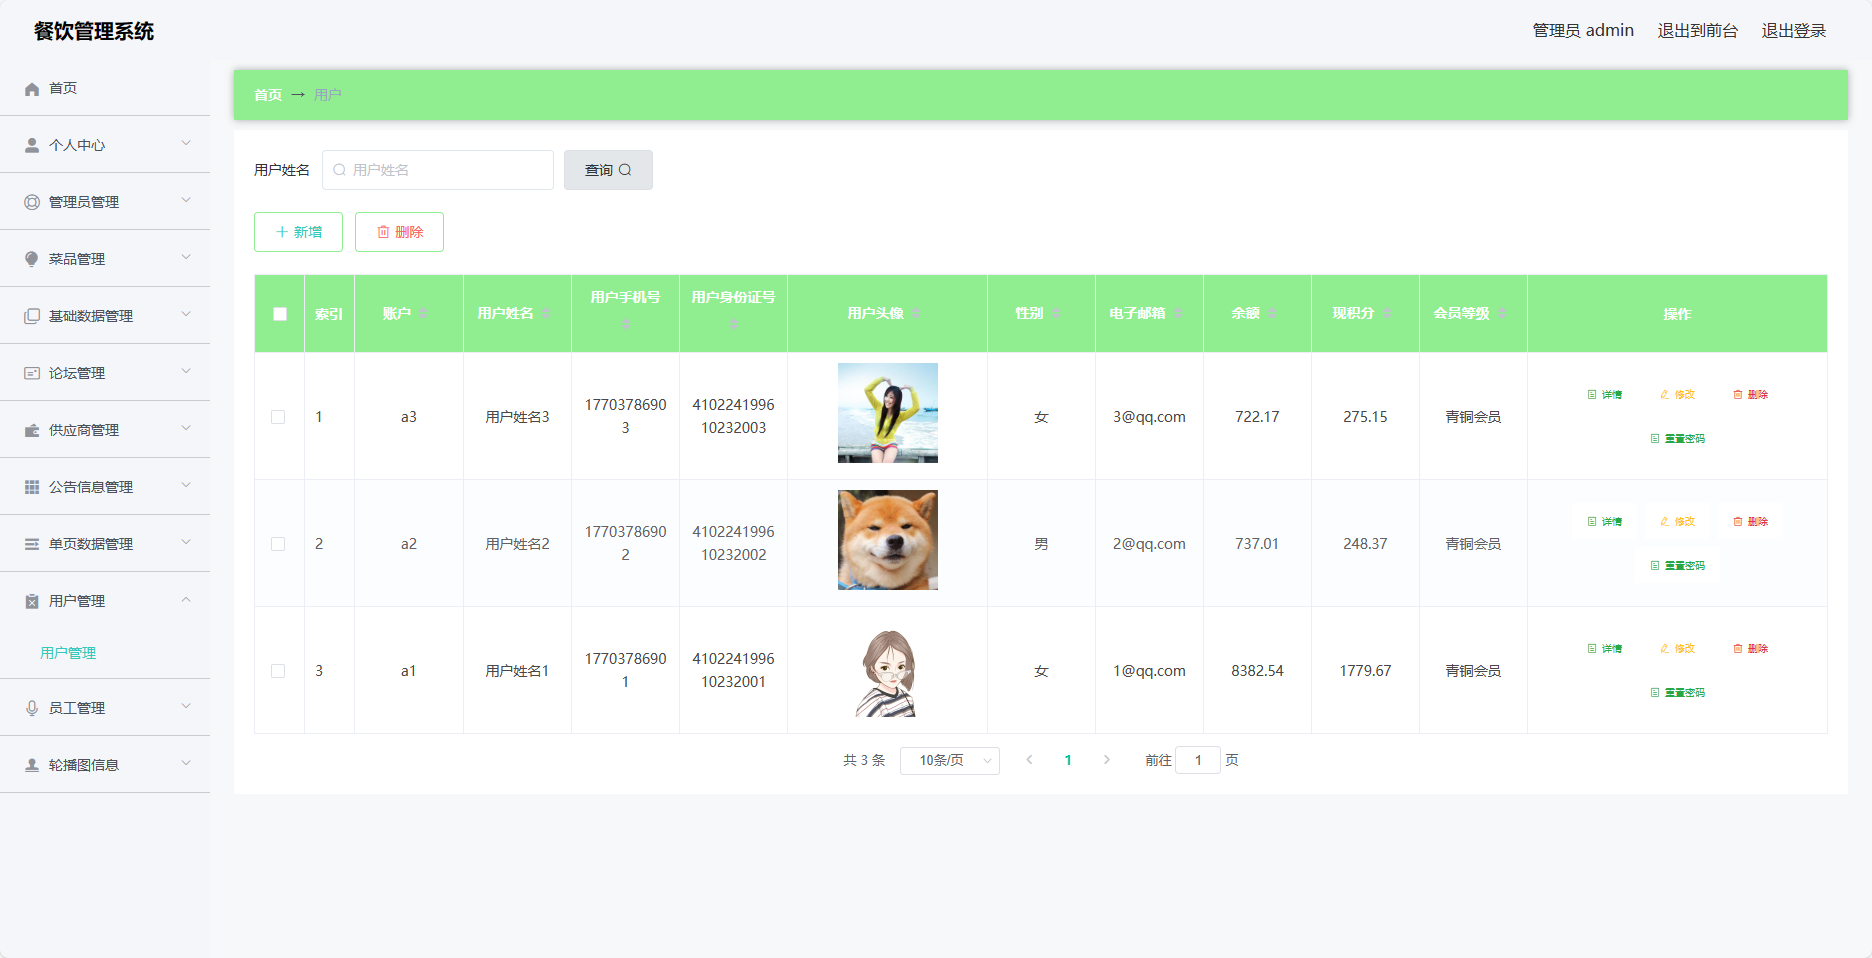 餐饮管理系统
管理员 admin 退出到前台 退出登录
首页
个人中心
管理员管理
菜品管理
基础数据管理
论坛管理
供应商管理
公告信息管理
单页数据管理
用户管理
用户管理
员工管理
轮播图信息
首页 → 用户
用户姓名 用户姓名 查询
新增 删除
索引 账户 用户姓名 用户手机号 用户身份证号 用户头像 性别 电子邮箱 余额 现积分 会员等级 操作
1 a3 用户姓名3 17703786903 410224199610232003 女 3@qq.com 722.17 275.15 青铜会员 详情 修改 删除
重置密码
2 a2 用户姓名2 17703786902 410224199610232002 男 2@qq.com 737.01 248.37 青铜会员 详情 修改 删除
重置密码
3 a1 用户姓名1 17703786901 410224199610232001 女 1@qq.com 8382.54 1779.67 青铜会员 详情 修改 删除
重置密码
共 3 条 10条/页 1 前往 1 页